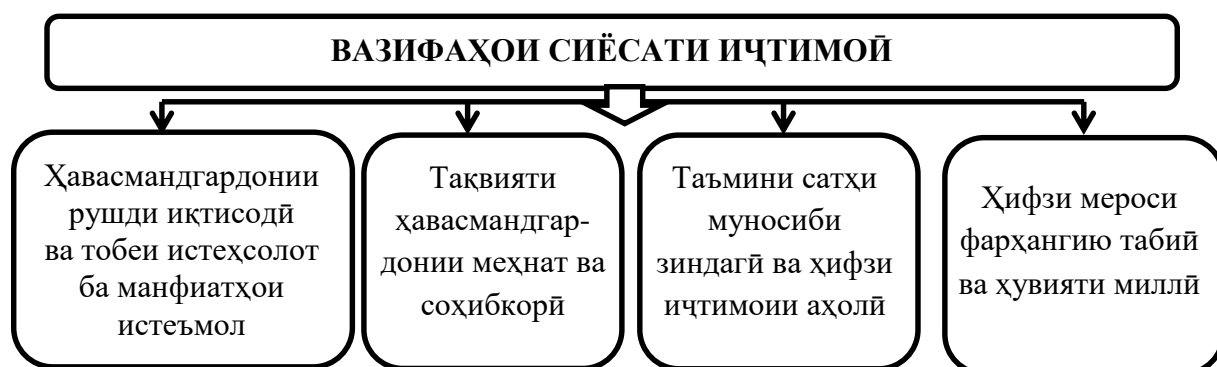 ВАЗИФАҲОИ СИЁСАТИ ИҶТИМОӢ
Ҳавасмандгардонии
рушди иқтисодӣ
ва тобеи истеҳсолот
ба манфиатҳои
истеъмол
Тақвияти
ҳавасмандгар-
донии меҳнат ва
соҳибкорӣ
Таъмини сатҳи
муносиби
зиндагӣ ва ҳифзи
иҷтимоии аҳолӣ
Ҳифзи мероси
фарҳангию табиӣ
ва ҳувияти миллӣ